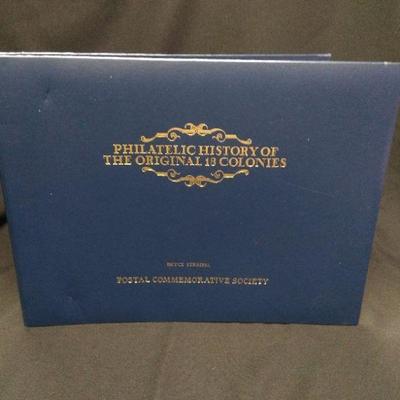 PHILATELIC HISTORY OF
THE ORIGINAL 13 COLONIES
POSTAL COMMEMORATIVE SOCIETY